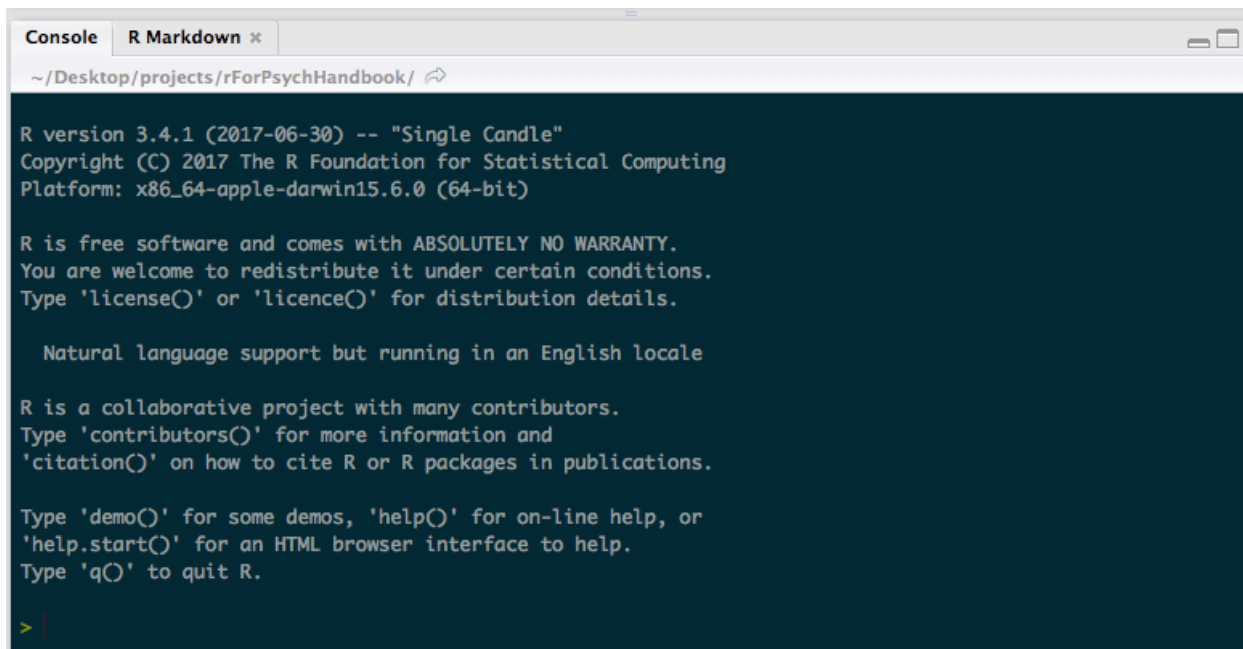 Console R Markdown ×
~/Desktop/projects/rForPsychHandbook/
R version 3.4.1 (2017-06-30) -- "Single Candle"
Copyright (C) 2017 The R Foundation for Statistical Computing
Platform: x86_64-apple-darwin15.6.0 (64-bit)
R is free software and comes with ABSOLUTELY NO WARRANTY.
You are welcome to redistribute it under certain conditions.
Type 'license()' or 'licence()' for distribution details.
Natural language support but running in an English locale
R is a collaborative project with many contributors.
Type 'contributors()' for more information and
'citation()' on how to cite R or R packages in publications.
Type 'demo()' for some demos, 'help()' for on-line help, or
'help.start()' for an HTML browser interface to help.
Type 'q()' to quit R.
>